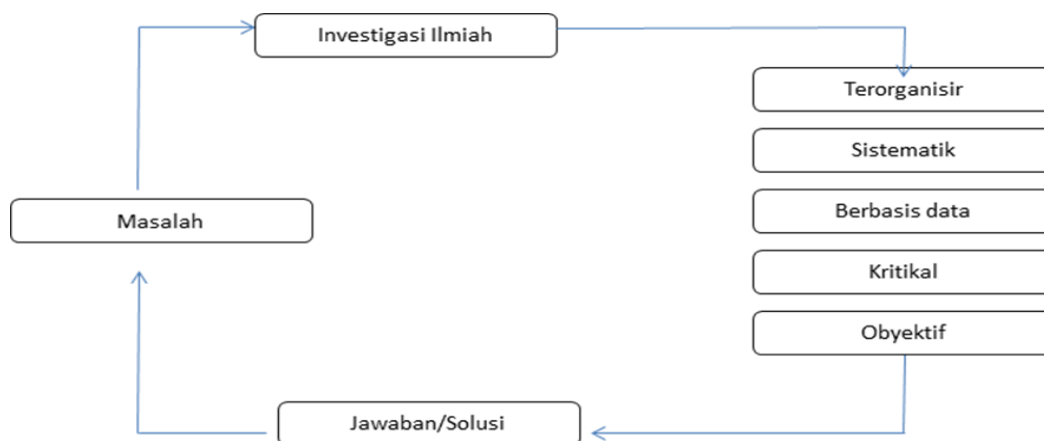 Investigasi Ilmiah
Terorganisir
Sistematik
Berbasis data
Masalah
Kritikal
Obyektif
Jawaban/Solusi